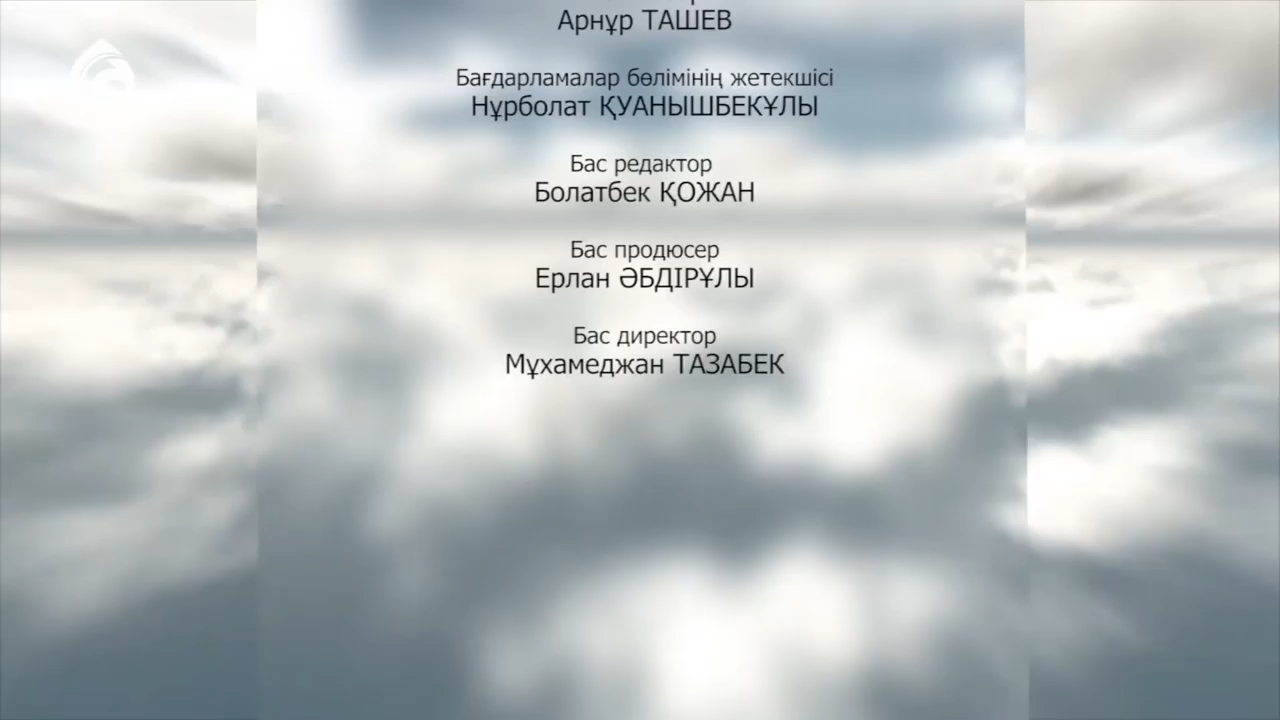 Арнұр ТАШЕВ
Бағдарламалар бөлімінің жетекшісі
Нұрболат ҚУАНЫШБЕКҰЛЫ
Бас редактор
Болатбек ҚОЖАН
Бас продюсер
Ерлан ӘБДІРҰЛЫ
Бас директор
Мұхамеджан ТАЗАБЕК